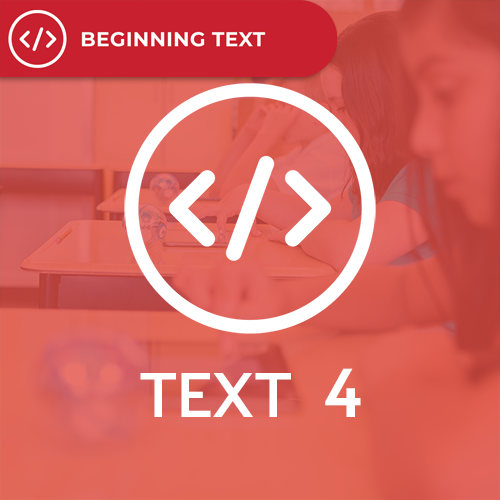 </> BEGINNING TEXT
</>
TEXT 4